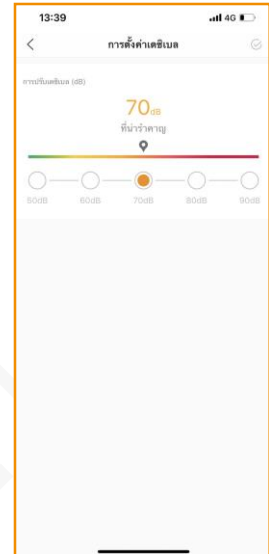 13:39 4G
การตั้งค่าเดซิเบล
การปรับเดซิเบล (dB)
70dB
ที่น่ารำคาญ
50dB 60dB 70dB 80dB 90dB